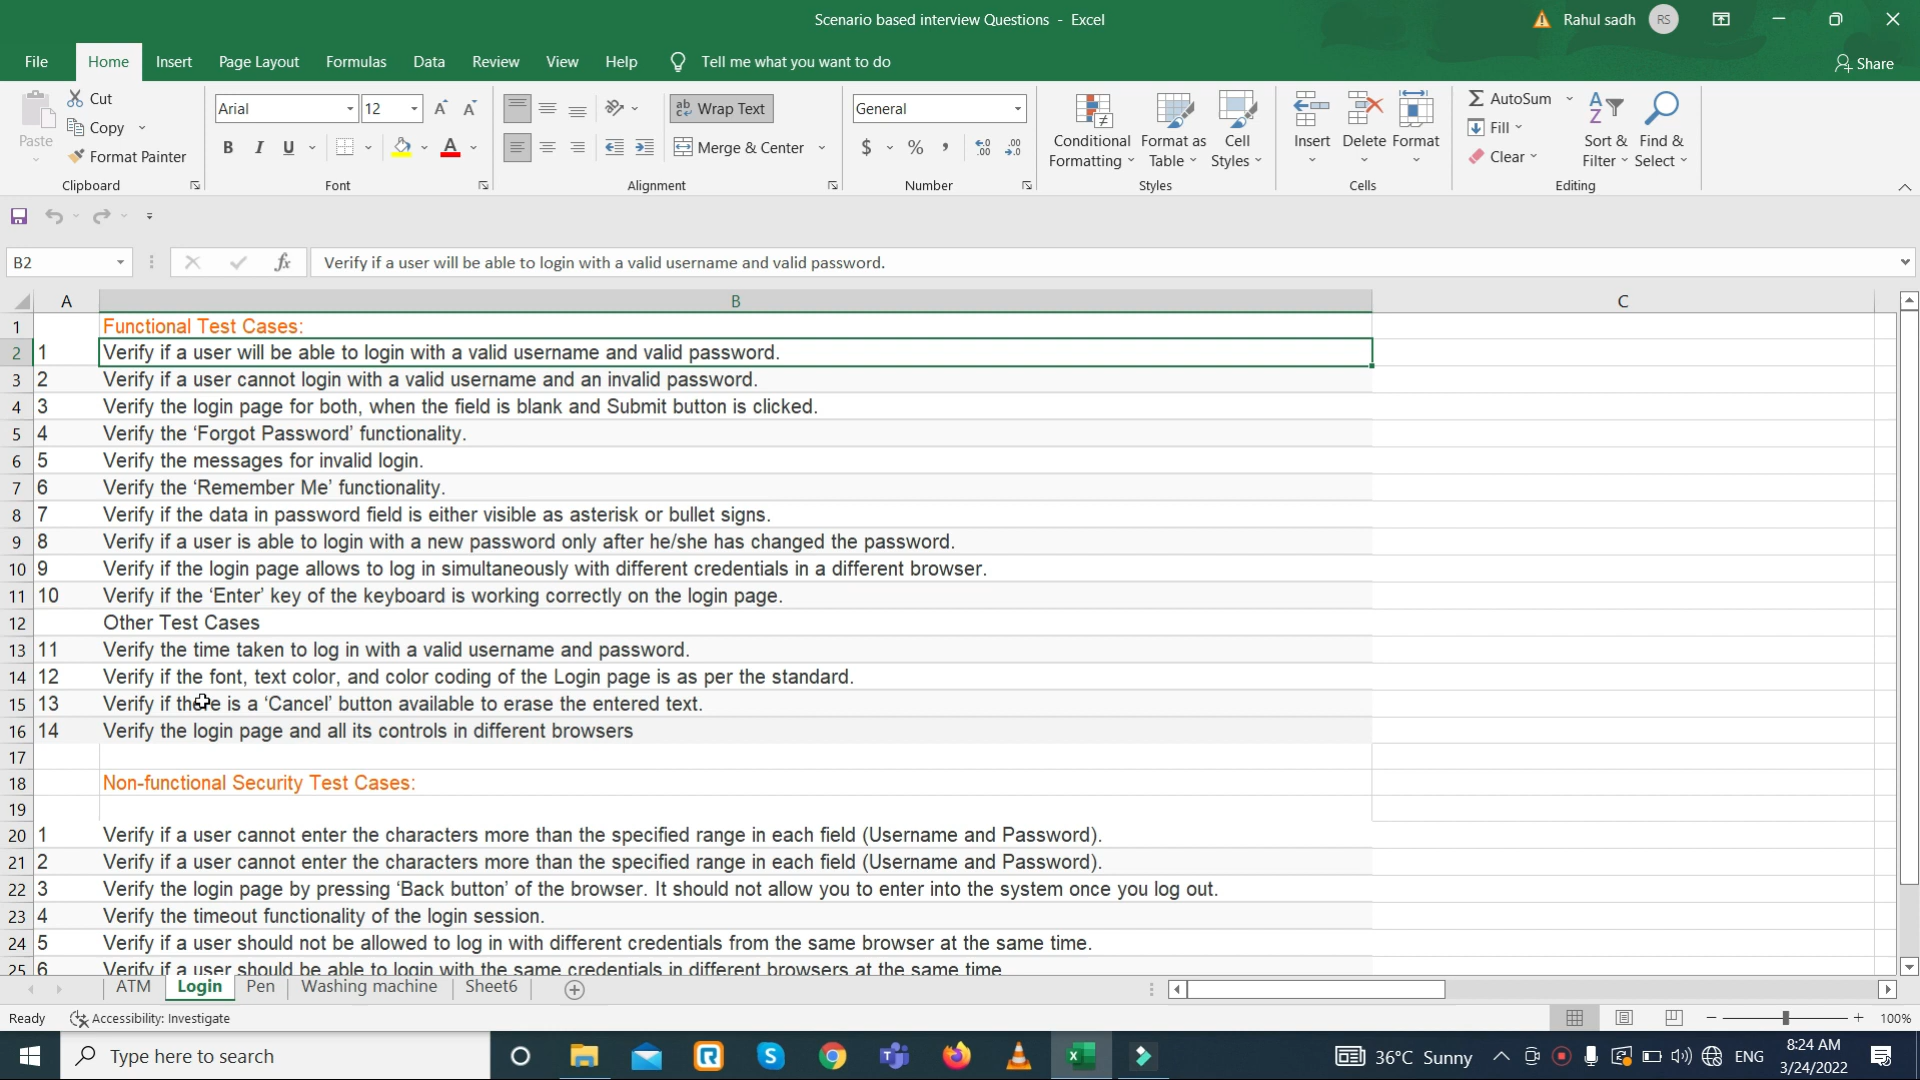 Scenario based interview Questions - Excel
Rahul sadh RS
File Home Insert Page Layout Formulas Data Review View Help Tell me what you want to do Share
Paste
Cut
Copy
Format Painter
Clipboard
Arial 12
B I U
Font
Wrap Text
Merge & Center
Alignment
General
$ % ,
Number
Conditional Formatting
Format as Table
Cell Styles
Styles
Insert Delete Format
Cells
AutoSum
Fill
Clear
Sort & Filter
Find & Select
Editing
B2 fx Verify if a user will be able to login with a valid username and valid password.
A B C
1 Functional Test Cases:
2 1 Verify if a user will be able to login with a valid username and valid password.
3 2 Verify if a user cannot login with a valid username and an invalid password.
4 3 Verify the login page for both, when the field is blank and Submit button is clicked.
5 4 Verify the ‘Forgot Password’ functionality.
6 5 Verify the messages for invalid login.
7 6 Verify the ‘Remember Me’ functionality.
8 7 Verify if the data in password field is either visible as asterisk or bullet signs.
9 8 Verify if a user is able to login with a new password only after he/she has changed the password.
10 9 Verify if the login page allows to log in simultaneously with different credentials in a different browser.
11 10 Verify if the ‘Enter’ key of the keyboard is working correctly on the login page.
12 Other Test Cases
13 11 Verify the time taken to log in with a valid username and password.
14 12 Verify if the font, text color, and color coding of the Login page is as per the standard.
15 13 Verify if there is a ‘Cancel’ button available to erase the entered text.
16 14 Verify the login page and all its controls in different browsers
17
18 Non-functional Security Test Cases:
19
20 1 Verify if a user cannot enter the characters more than the specified range in each field (Username and Password).
21 2 Verify if a user cannot enter the characters more than the specified range in each field (Username and Password).
22 3 Verify the login page by pressing ‘Back button’ of the browser. It should not allow you to enter into the system once you log out.
23 4 Verify the timeout functionality of the login session.
24 5 Verify if a user should not be allowed to log in with different credentials from the same browser at the same time.
25 6 Verify if a user should be able to login with the same credentials in different browsers at the same time
ATM Login Pen Washing machine Sheet6
Ready Accessibility: Investigate 100%
Type here to search 36°C Sunny ENG 8:24 AM
3/24/2022